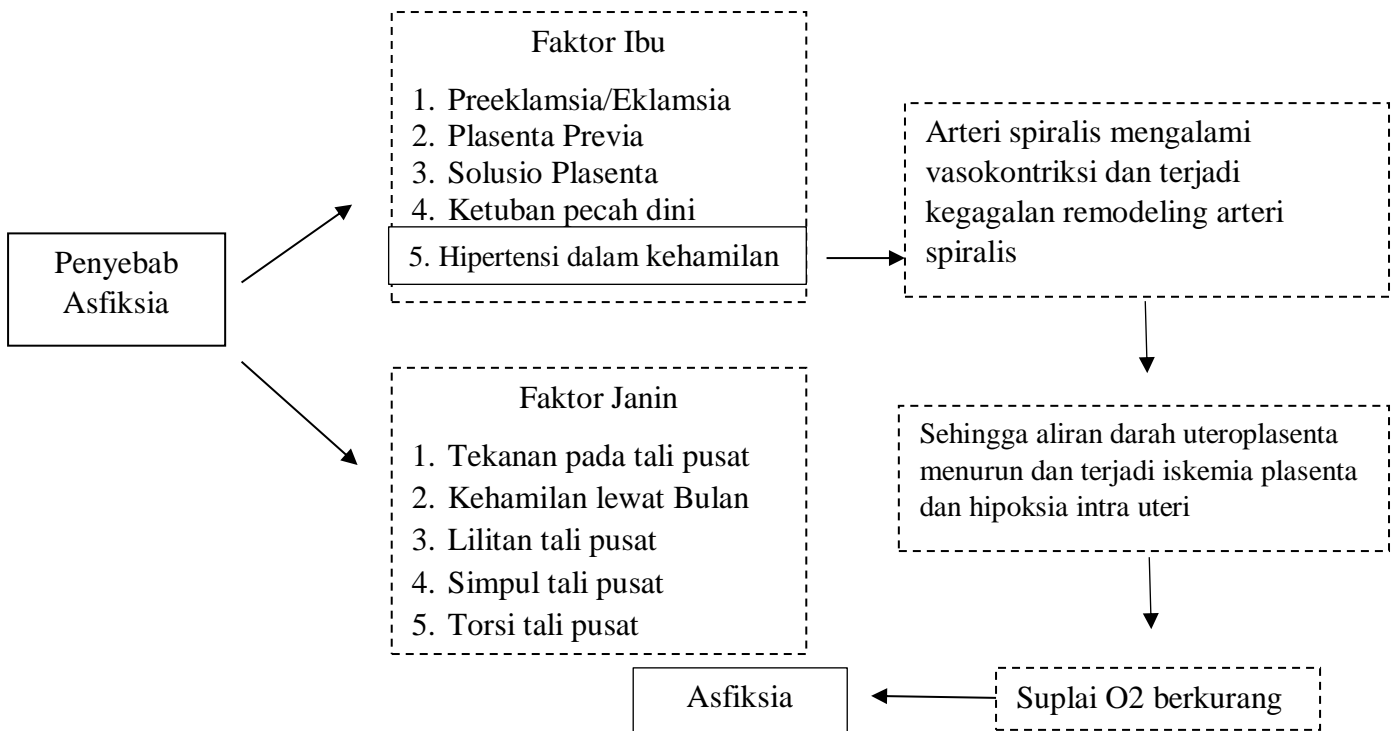 Penyebab
Asfiksia
Faktor Ibu
1. Preeklamsia/Eklamsia
2. Plasenta Previa
3. Solusio Plasenta
4. Ketuban pecah dini
5. Hipertensi dalam kehamilan
Arteri spiralis mengalami
vasokontriksi dan terjadi
kegagalan remodeling arteri
spiralis
Faktor Janin
1. Tekanan pada tali pusat
2. Kehamilan lewat Bulan
3. Lilitan tali pusat
4. Simpul tali pusat
5. Torsi tali pusat
Sehingga aliran darah uteroplasenta
menurun dan terjadi iskemia plasenta
dan hipoksia intra uteri
Suplai O2 berkurang
Asfiksia